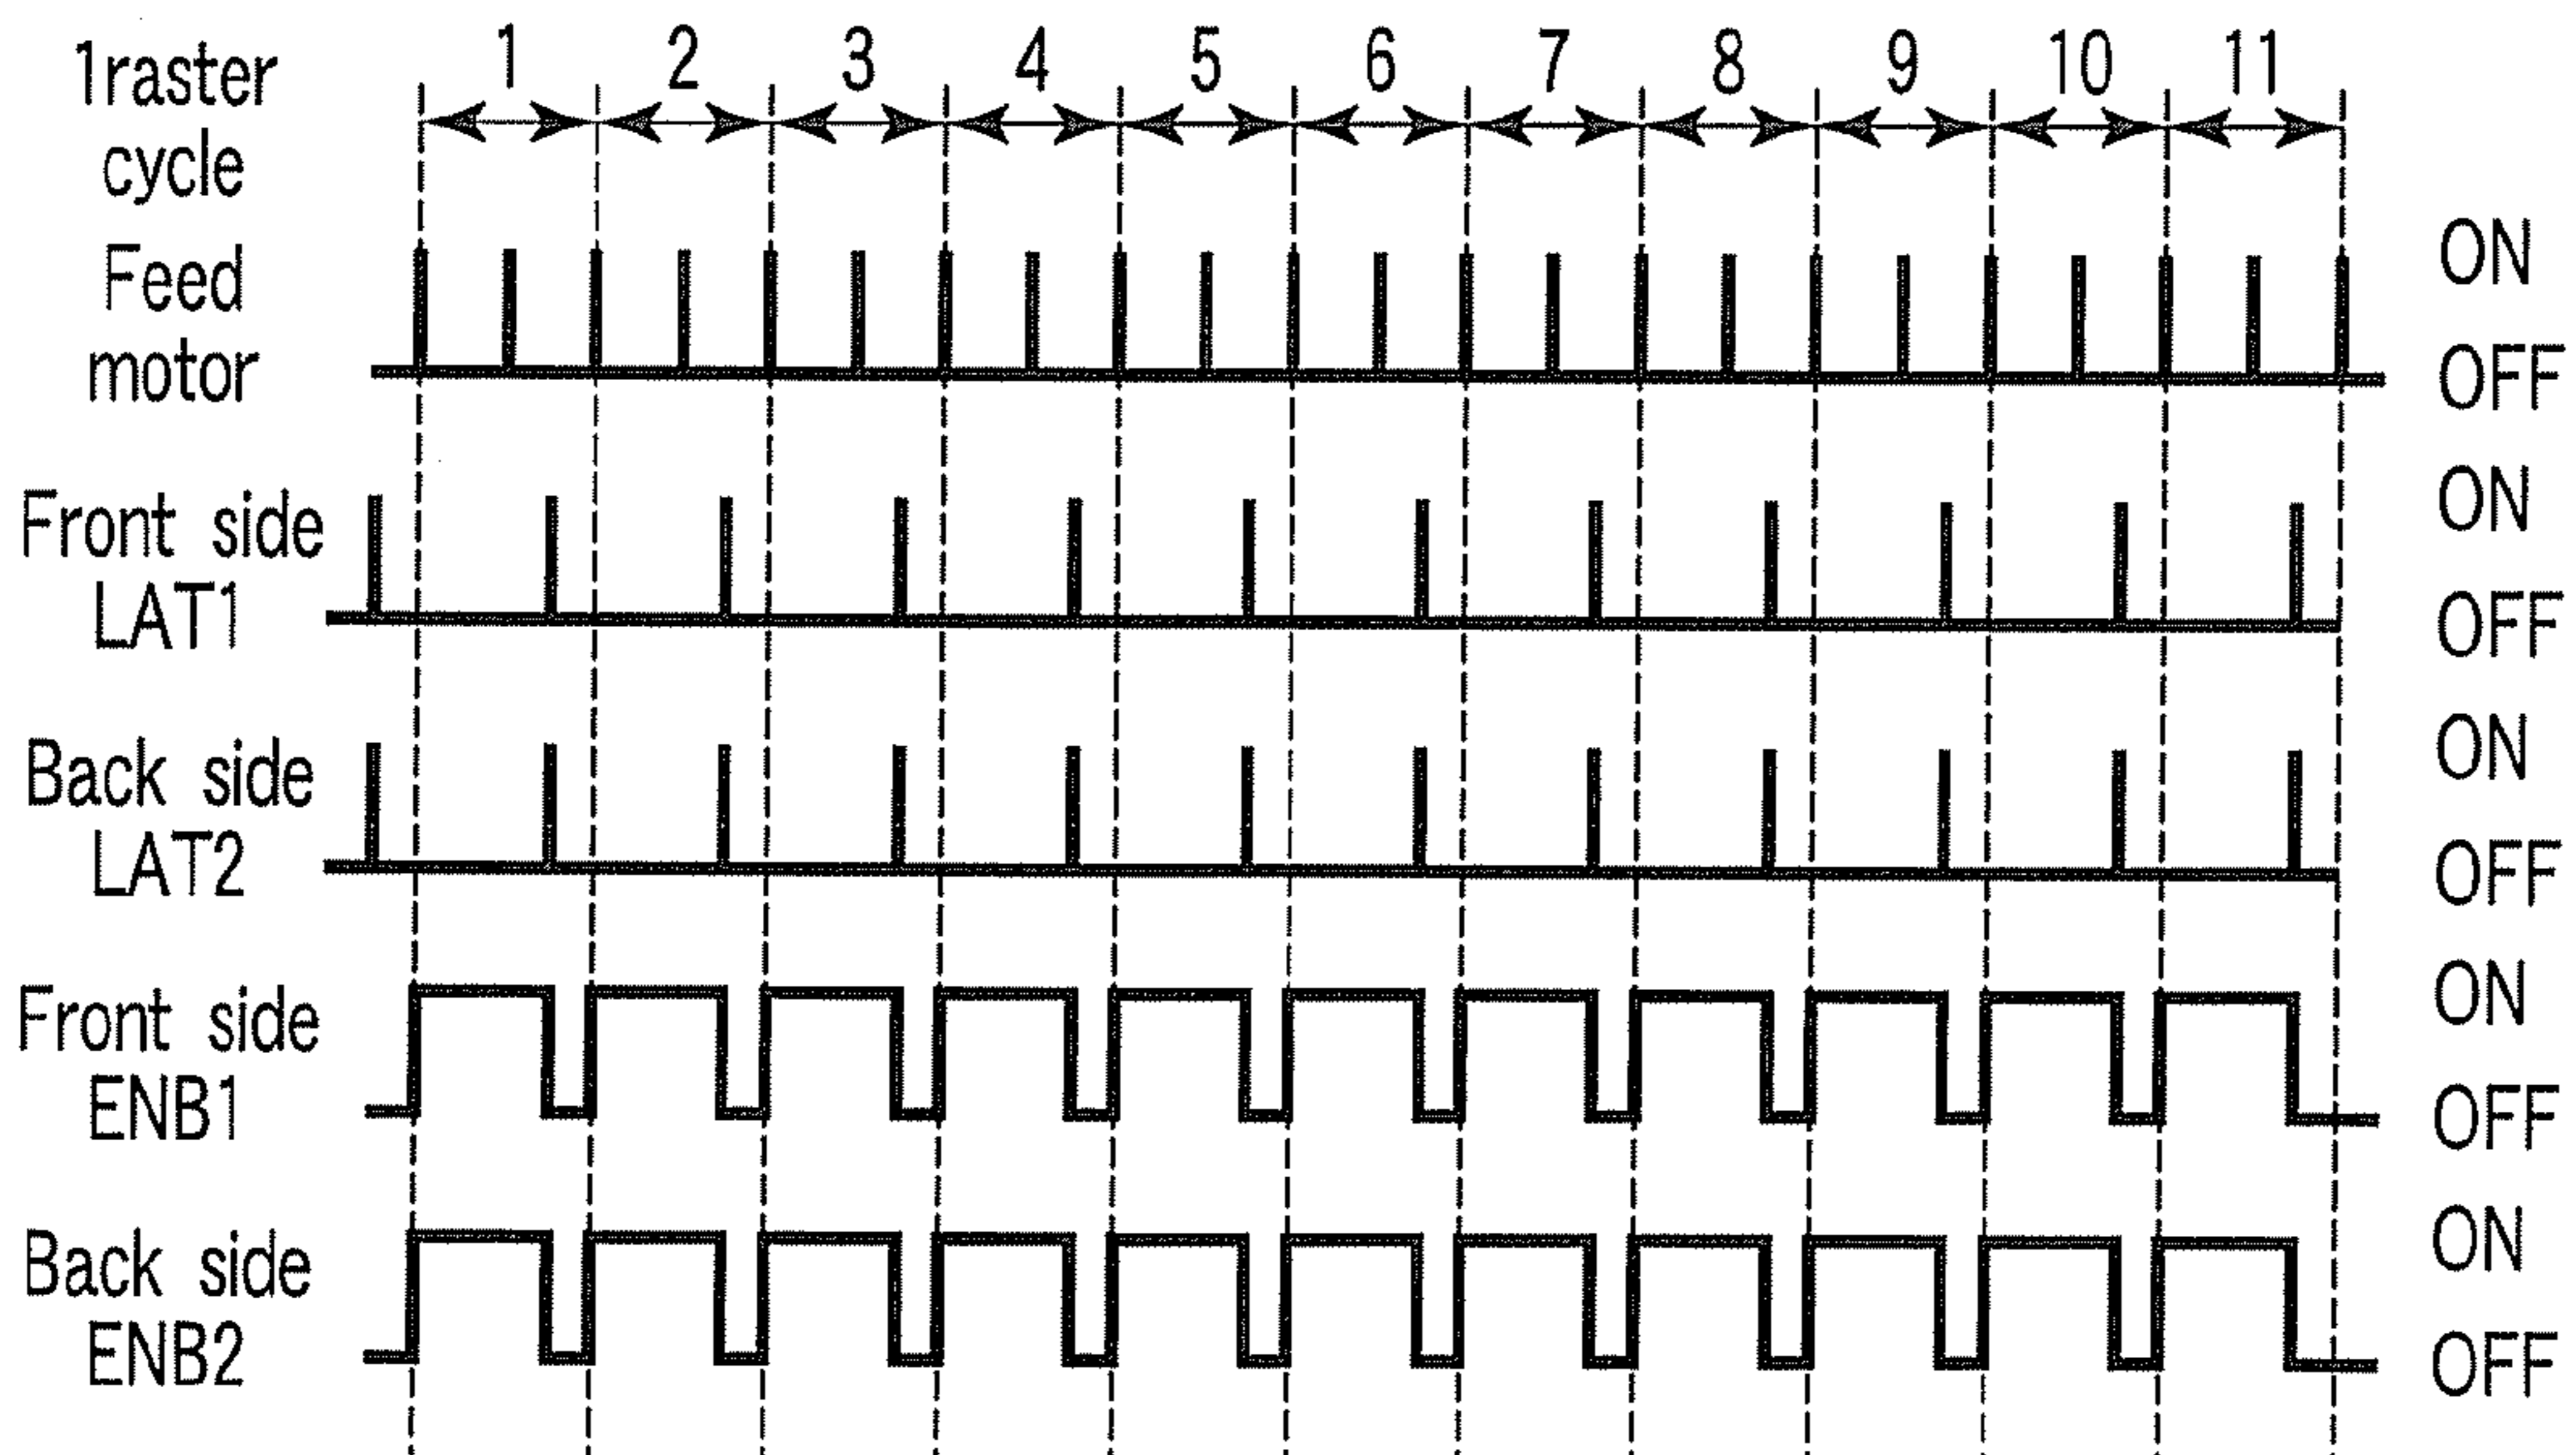 1raster
cycle
1 2 3 4 5 6 7 8 9 10 11
Feed
motor
ON
OFF
Front side
LAT1
ON
OFF
Back side
LAT2
ON
OFF
Front side
ENB1
ON
OFF
Back side
ENB2
ON
OFF